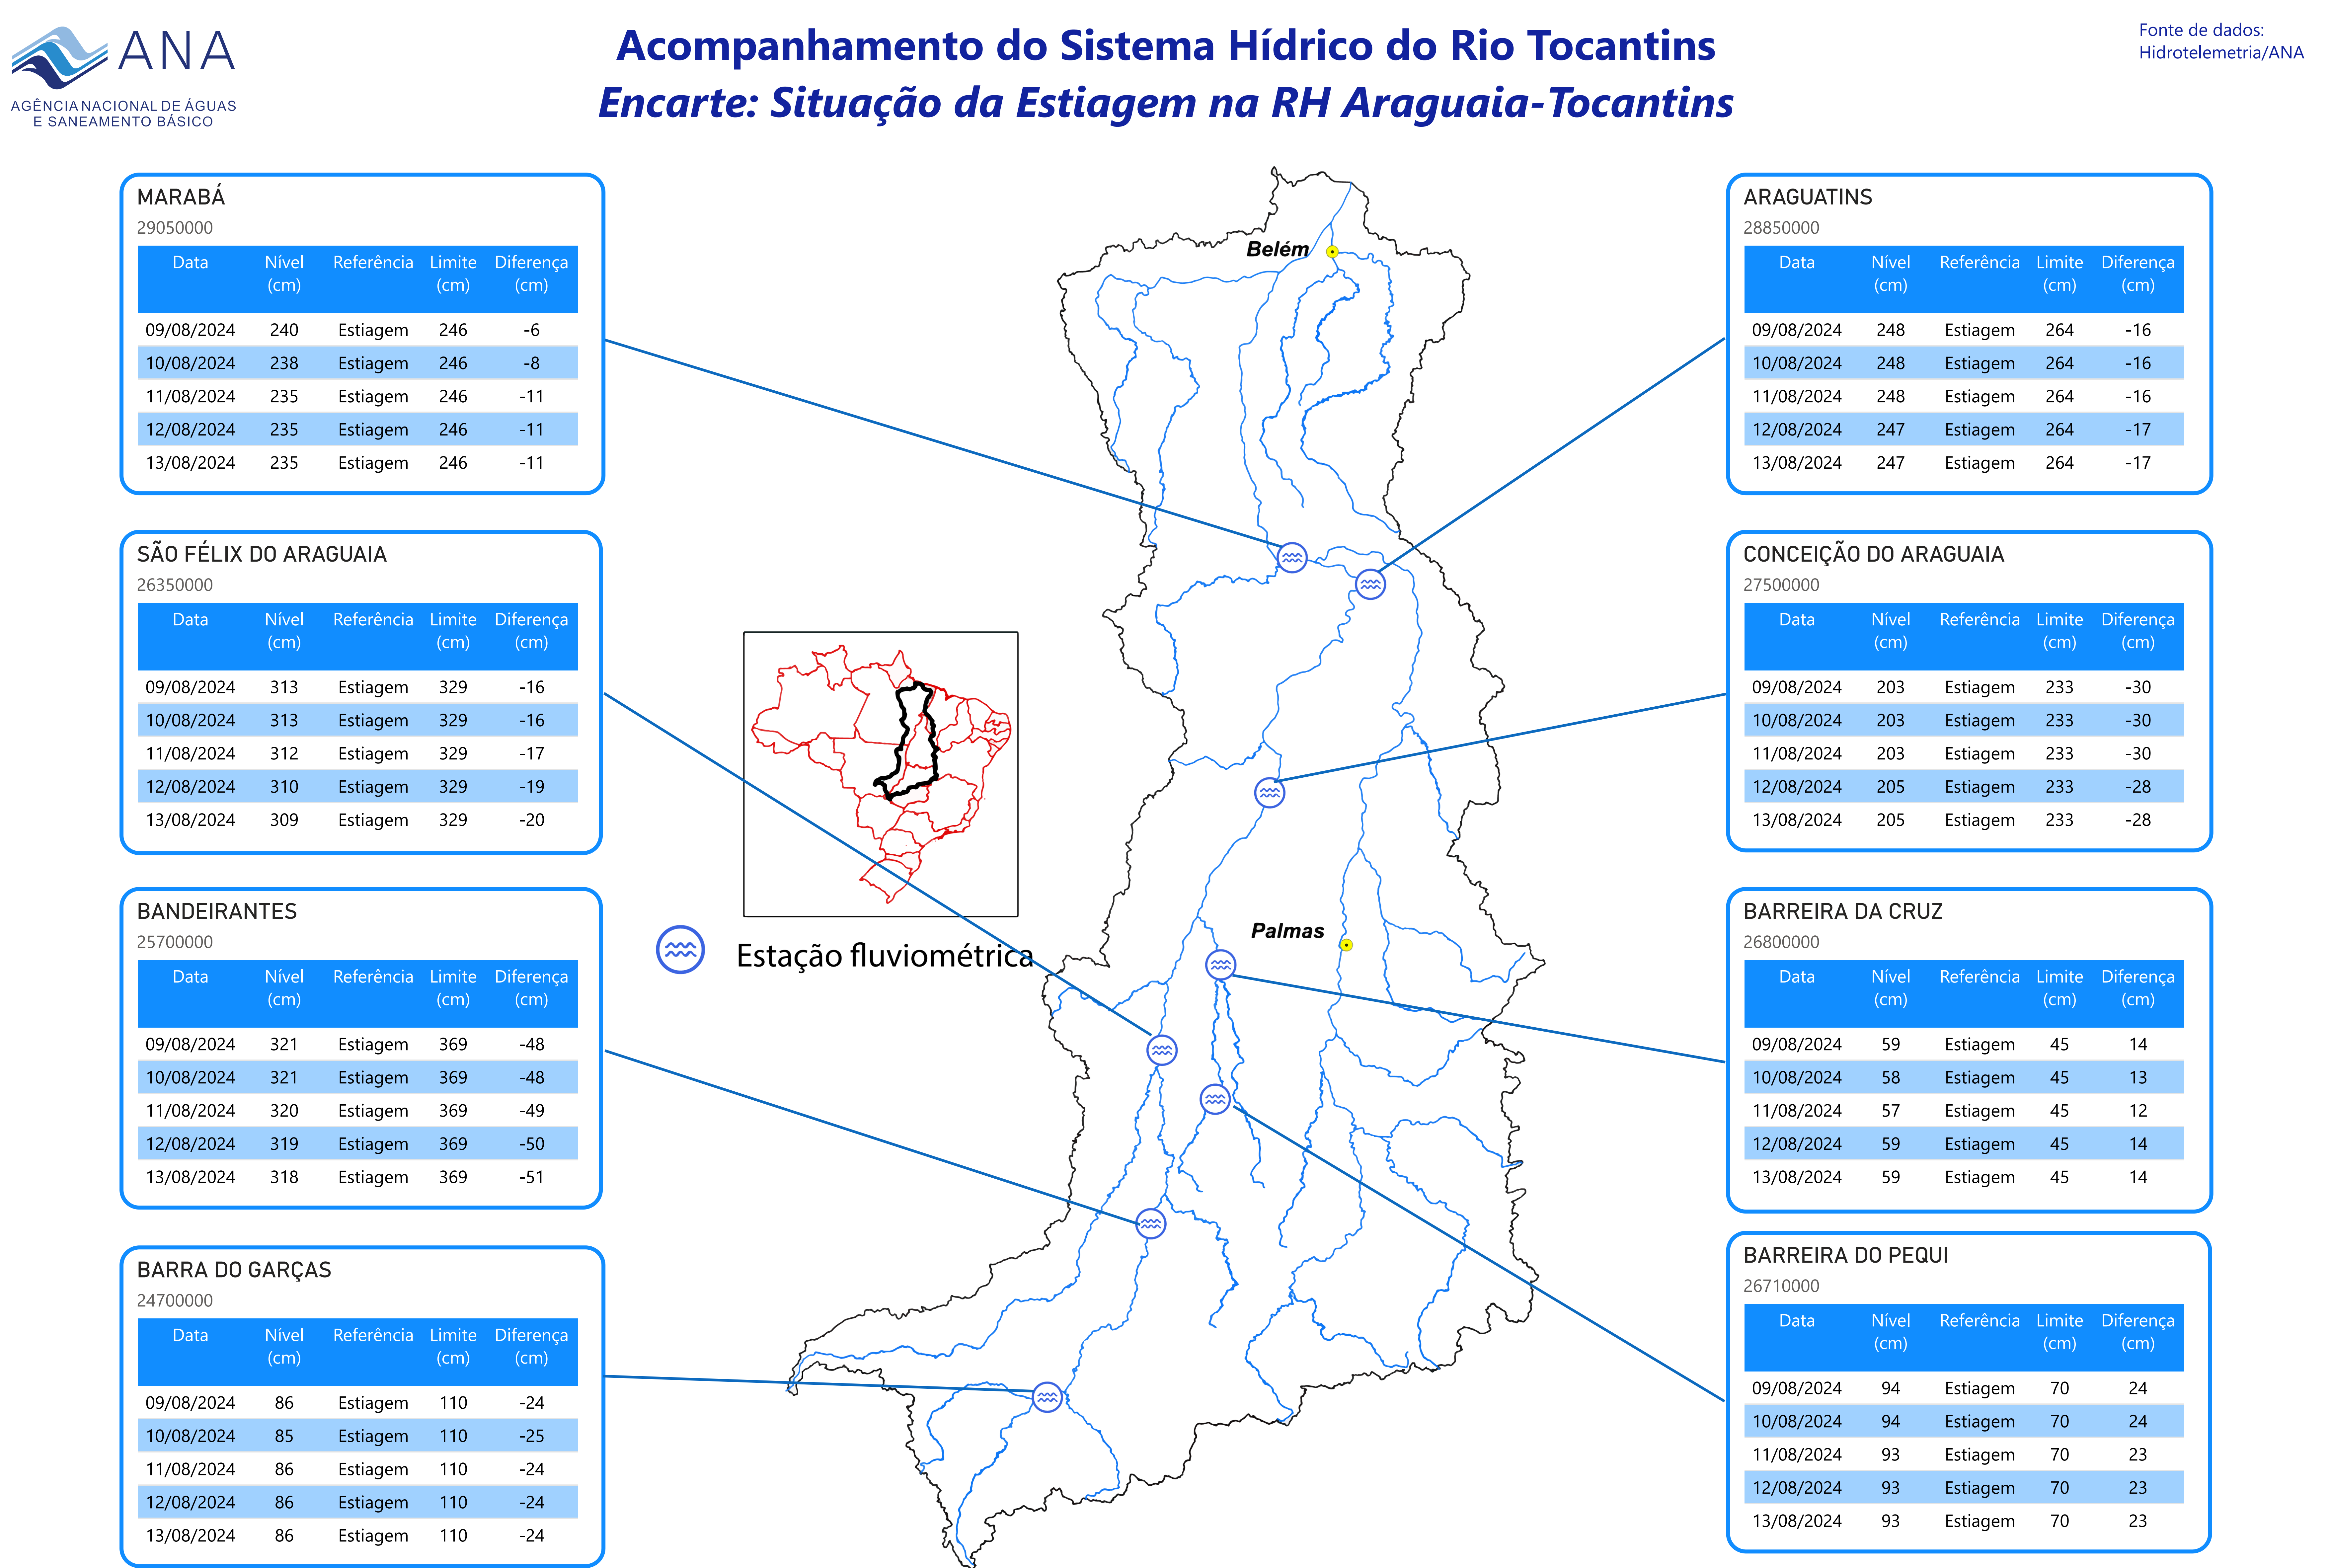 ANA
AGÊNCIA NACIONAL DE ÁGUAS
E SANEAMENTO BÁSICO
Acompanhamento do Sistema Hídrico do Rio Tocantins
Encarte: Situação da Estiagem na RH Araguaia-Tocantins
Fonte de dados:
Hidrotelemetria/ANA
MARABÁ
29050000
Data Nível (cm) Referência Limite (cm) Diferença (cm)
09/08/2024 240 Estiagem 246 -6
10/08/2024 238 Estiagem 246 -8
11/08/2024 235 Estiagem 246 -11
12/08/2024 235 Estiagem 246 -11
13/08/2024 235 Estiagem 246 -11
SÃO FÉLIX DO ARAGUAIA
26350000
Data Nível (cm) Referência Limite (cm) Diferença (cm)
09/08/2024 313 Estiagem 329 -16
10/08/2024 313 Estiagem 329 -16
11/08/2024 312 Estiagem 329 -17
12/08/2024 310 Estiagem 329 -19
13/08/2024 309 Estiagem 329 -20
BANDEIRANTES
25700000
Data Nível (cm) Referência Limite (cm) Diferença (cm)
09/08/2024 321 Estiagem 369 -48
10/08/2024 321 Estiagem 369 -48
11/08/2024 320 Estiagem 369 -49
12/08/2024 319 Estiagem 369 -50
13/08/2024 318 Estiagem 369 -51
BARRA DO GARÇAS
24700000
Data Nível (cm) Referência Limite (cm) Diferença (cm)
09/08/2024 86 Estiagem 110 -24
10/08/2024 85 Estiagem 110 -25
11/08/2024 86 Estiagem 110 -24
12/08/2024 86 Estiagem 110 -24
13/08/2024 86 Estiagem 110 -24
Belém
Palmas
Estação fluviométrica
ARAGUATINS
28850000
Data Nível (cm) Referência Limite (cm) Diferença (cm)
09/08/2024 248 Estiagem 264 -16
10/08/2024 248 Estiagem 264 -16
11/08/2024 248 Estiagem 264 -16
12/08/2024 247 Estiagem 264 -17
13/08/2024 247 Estiagem 264 -17
CONCEIÇÃO DO ARAGUAIA
27500000
Data Nível (cm) Referência Limite (cm) Diferença (cm)
09/08/2024 203 Estiagem 233 -30
10/08/2024 203 Estiagem 233 -30
11/08/2024 203 Estiagem 233 -30
12/08/2024 205 Estiagem 233 -28
13/08/2024 205 Estiagem 233 -28
BARREIRA DA CRUZ
26800000
Data Nível (cm) Referência Limite (cm) Diferença (cm)
09/08/2024 59 Estiagem 45 14
10/08/2024 58 Estiagem 45 13
11/08/2024 57 Estiagem 45 12
12/08/2024 59 Estiagem 45 14
13/08/2024 59 Estiagem 45 14
BARREIRA DO PEQUI
26710000
Data Nível (cm) Referência Limite (cm) Diferença (cm)
09/08/2024 94 Estiagem 70 24
10/08/2024 94 Estiagem 70 24
11/08/2024 93 Estiagem 70 23
12/08/2024 93 Estiagem 70 23
13/08/2024 93 Estiagem 70 23